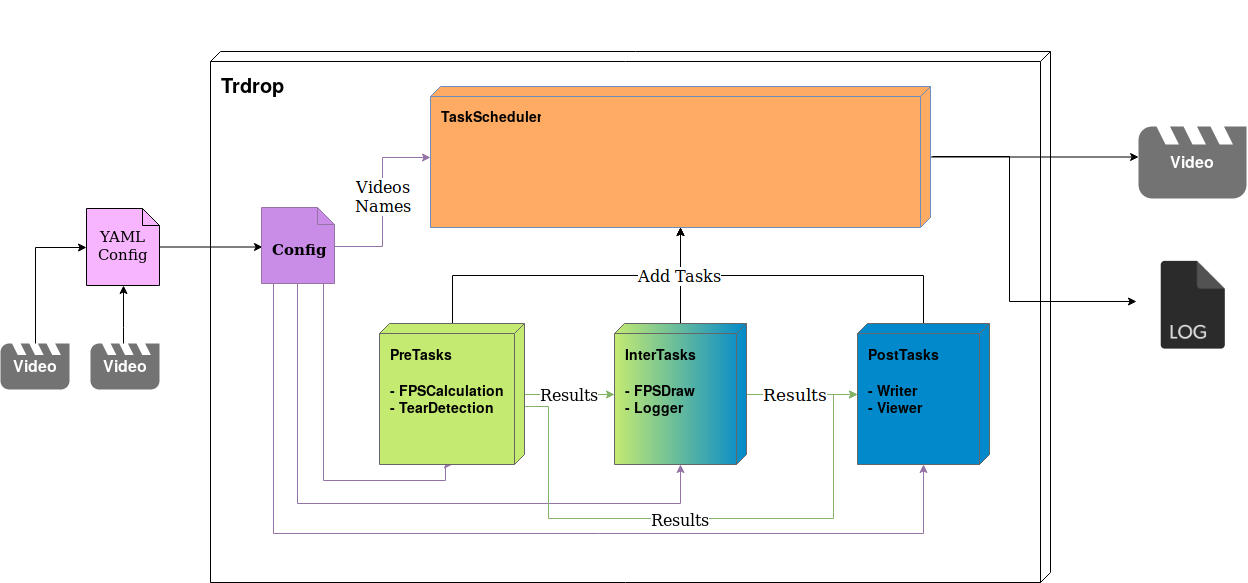 Trdrop
TaskScheduler
Videos
Names
Video
YAML
Config
Config
Add Tasks
LOG
PreTasks
- FPSCalculation
- TearDetection
Results
InterTasks
- FPSDraw
- Logger
Results
PostTasks
- Writer
- Viewer
Video
Video
Results